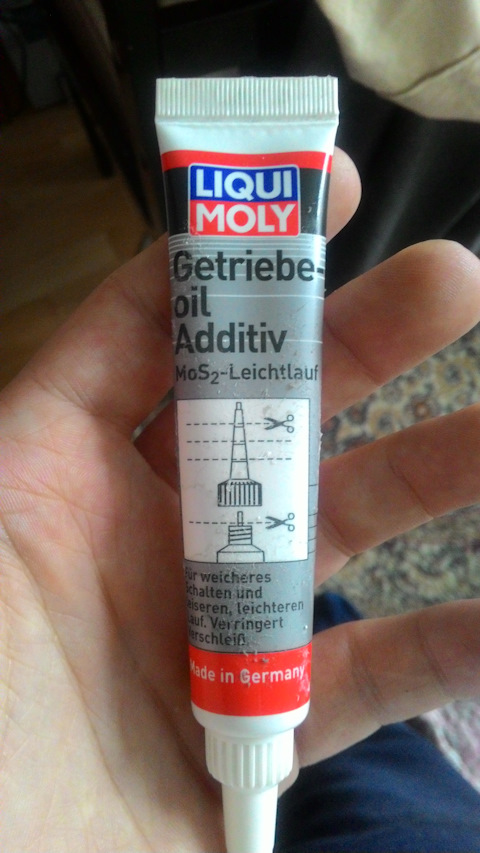 LIQUI
MOLY
Getriebe-
oil
Additiv
MoS₂-Leichtlauf
Für weicheres
Schalten und
leiseren, leichteren
Lauf. Verringert
Verschleiß.
Made in Germany